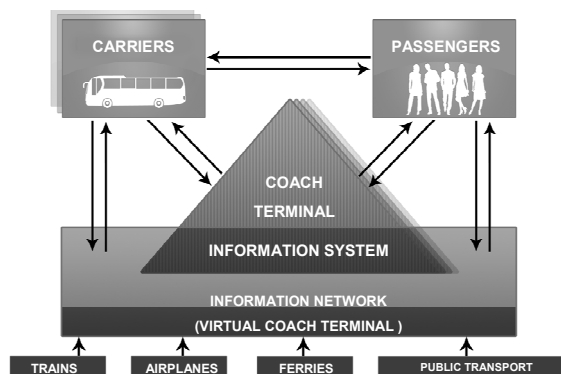 CARRIERS
PASSENGERS
COACH
TERMINAL
INFORMATION SYSTEM
INFORMATION NETWORK
(VIRTUAL COACH TERMINAL )
TRAINS
AIRPLANES
FERRIES
PUBLIC TRANSPORT